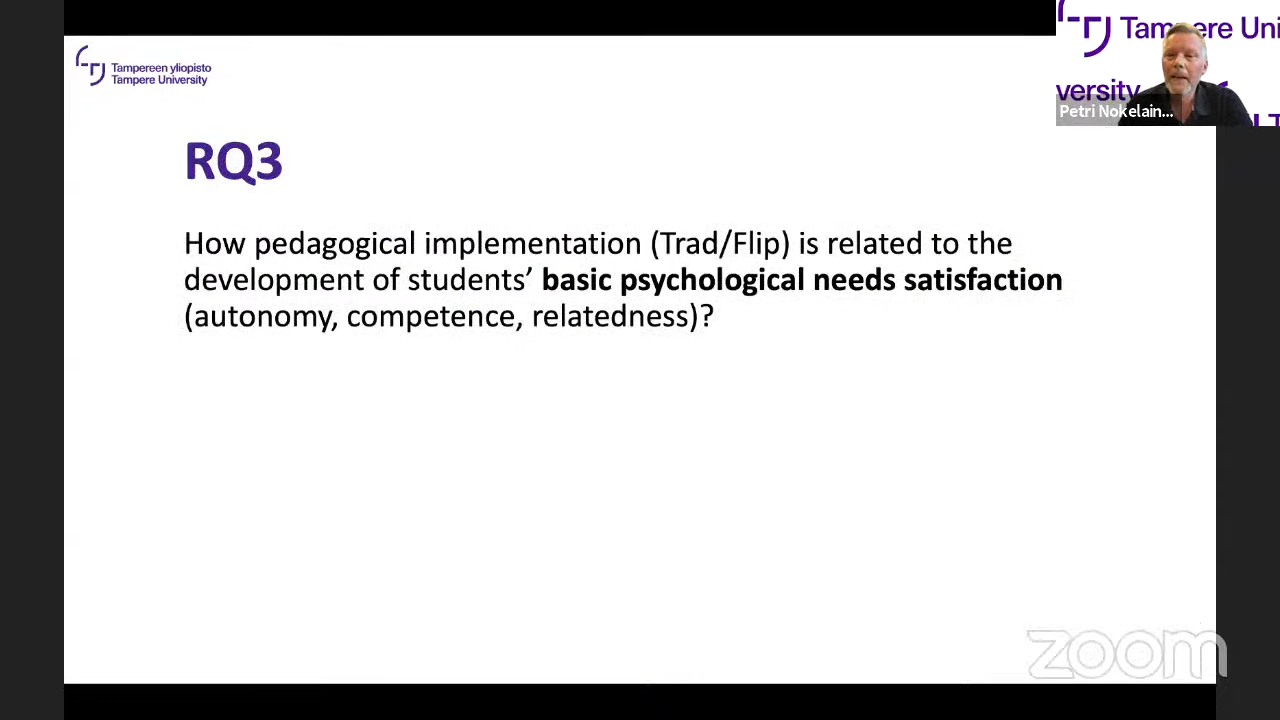 Tampereen yliopisto
Tampere University
RQ3
How pedagogical implementation (Trad/Flip) is related to the
development of students’ basic psychological needs satisfaction
(autonomy, competence, relatedness)?
Tampere Uni
versity
Petri Nokelain...
zoom